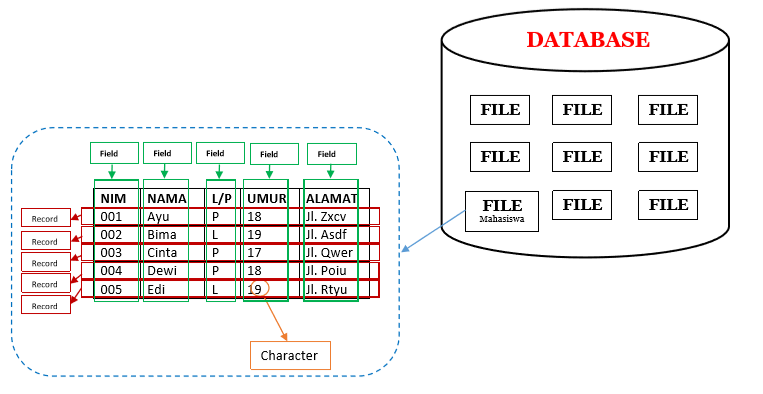 DATABASE
FILE FILE FILE
FILE FILE FILE
FILE FILE FILE
Mahasiswa
Field Field Field Field Field
NIM NAMA L/P UMUR ALAMAT
Record 001 Ayu P 18 Jl. Zxcv
Record 002 Bima L 19 Jl. Asdf
Record 003 Cinta P 17 Jl. Qwer
Record 004 Dewi P 18 Jl. Poiu
Record 005 Edi L 19 Jl. Rtyu
Character